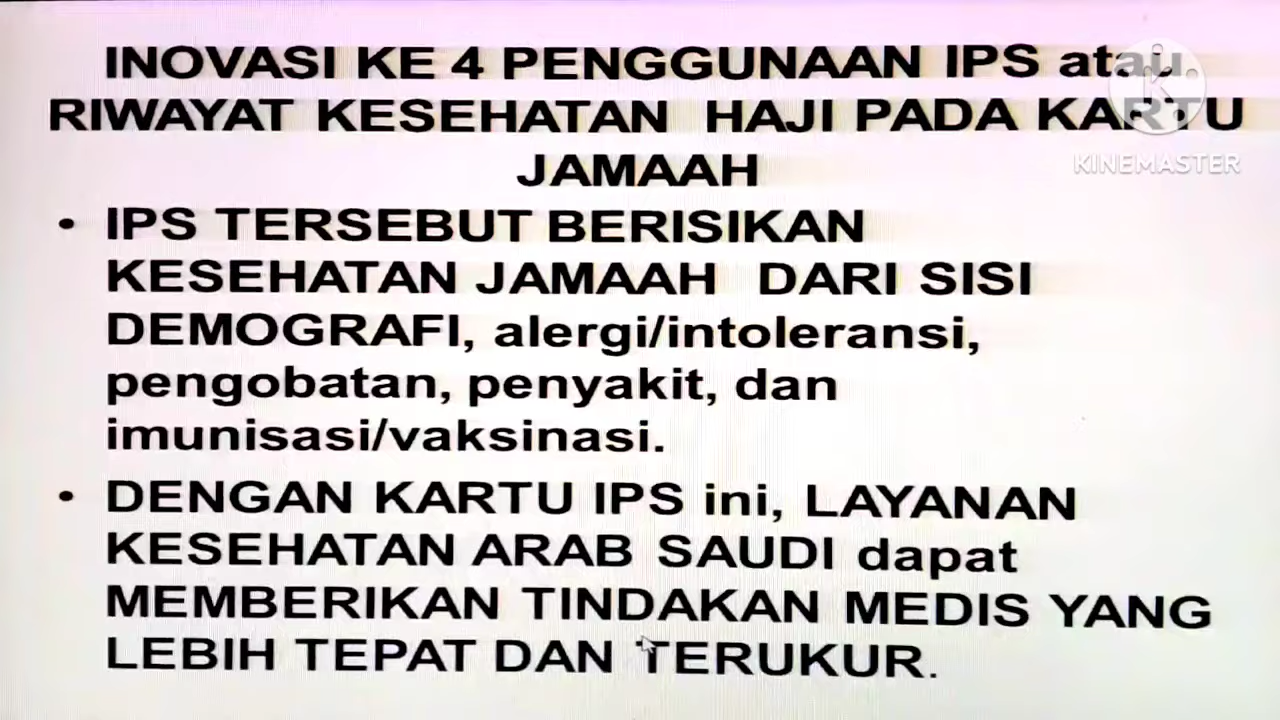 INOVASI KE 4 PENGGUNAAN IPS atau
RIWAYAT KESEHATAN HAJI PADA KARTU
JAMAAH
• IPS TERSEBUT BERISIKAN
KESEHATAN JAMAAH DARI SISI
DEMOGRAFI, alergi/intoleransi,
pengobatan, penyakit, dan
imunisasi/vaksinasi.
• DENGAN KARTU IPS ini, LAYANAN
KESEHATAN ARAB SAUDI dapat
MEMBERIKAN TINDAKAN MEDIS YANG
LEBIH TEPAT DAN TERUKUR.
K
KINEMASTER